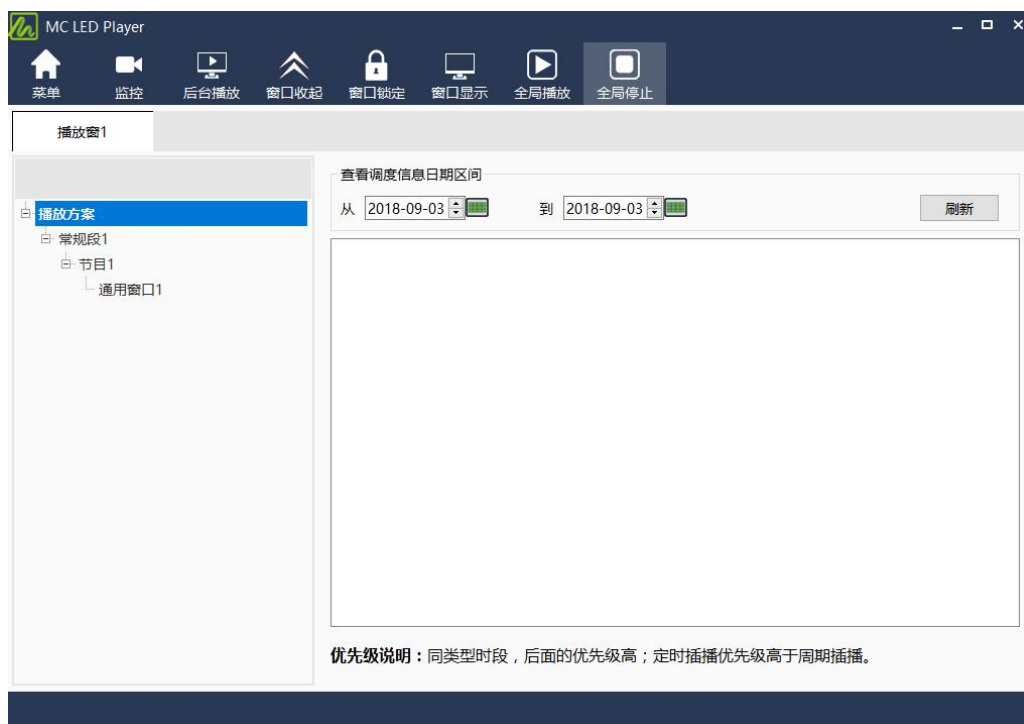 MC LED Player
菜单 监控 后台播放 窗口收起 窗口锁定 窗口显示 全局播放 全局停止
播放窗1
查看调度信息日期区间
从 2018-09-03 到 2018-09-03 刷新
播放方案
常规段1
节目1
通用窗口1
优先级说明：同类型时段，后面的优先级高；定时插播优先级高于周期插播。